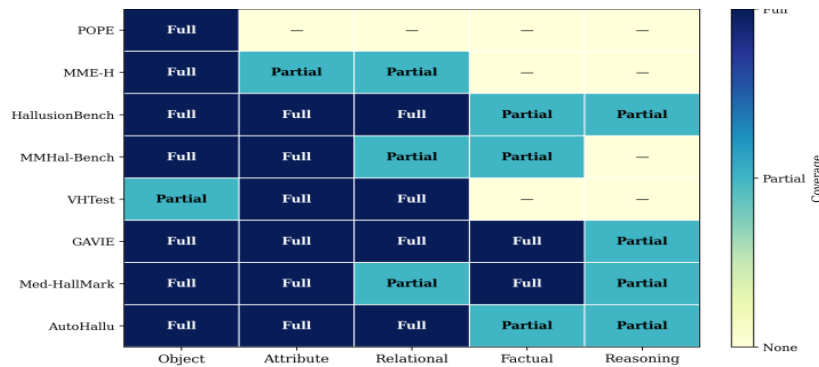 Full
POPE Full — — — —
MME-H Full Partial Partial — —
HallusionBench Full Full Full Partial Partial
MMHal-Bench Full Full Partial Partial —
Partial
Coverage
VHTest Partial Full Full — —
GAVIE Full Full Full Full Partial
Med-HallMark Full Full Partial Full Partial
AutoHallu Full Full Full Partial Partial
None
Object Attribute Relational Factual Reasoning